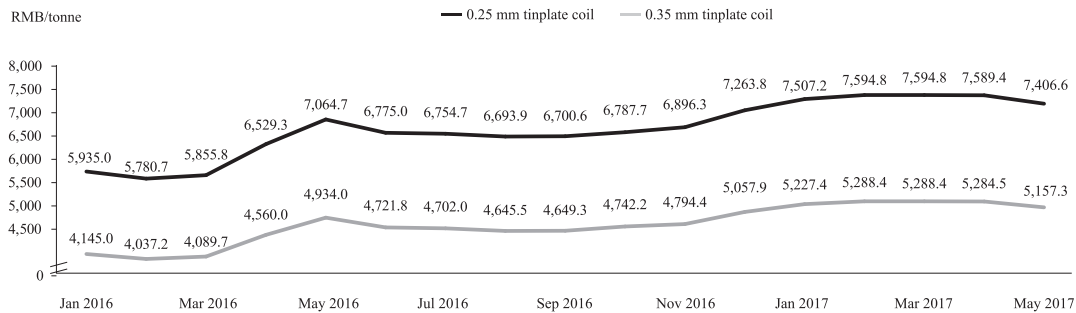 RMB/tonne
0.25 mm tinplate coil 0.35 mm tinplate coil
8,000
7,500
7,000
6,500
6,000
5,500
5,000
4,500
0
5,935.0 5,780.7 5,855.8 6,529.3 7,064.7 6,775.0 6,754.7 6,693.9 6,700.6 6,787.7 6,896.3 7,263.8 7,507.2 7,594.8 7,594.8 7,589.4 7,406.6
4,145.0 4,037.2 4,089.7 4,560.0 4,934.0 4,721.8 4,702.0 4,645.5 4,649.3 4,742.2 4,794.4 5,057.9 5,227.4 5,288.4 5,288.4 5,284.5 5,157.3
Jan 2016 Mar 2016 May 2016 Jul 2016 Sep 2016 Nov 2016 Jan 2017 Mar 2017 May 2017